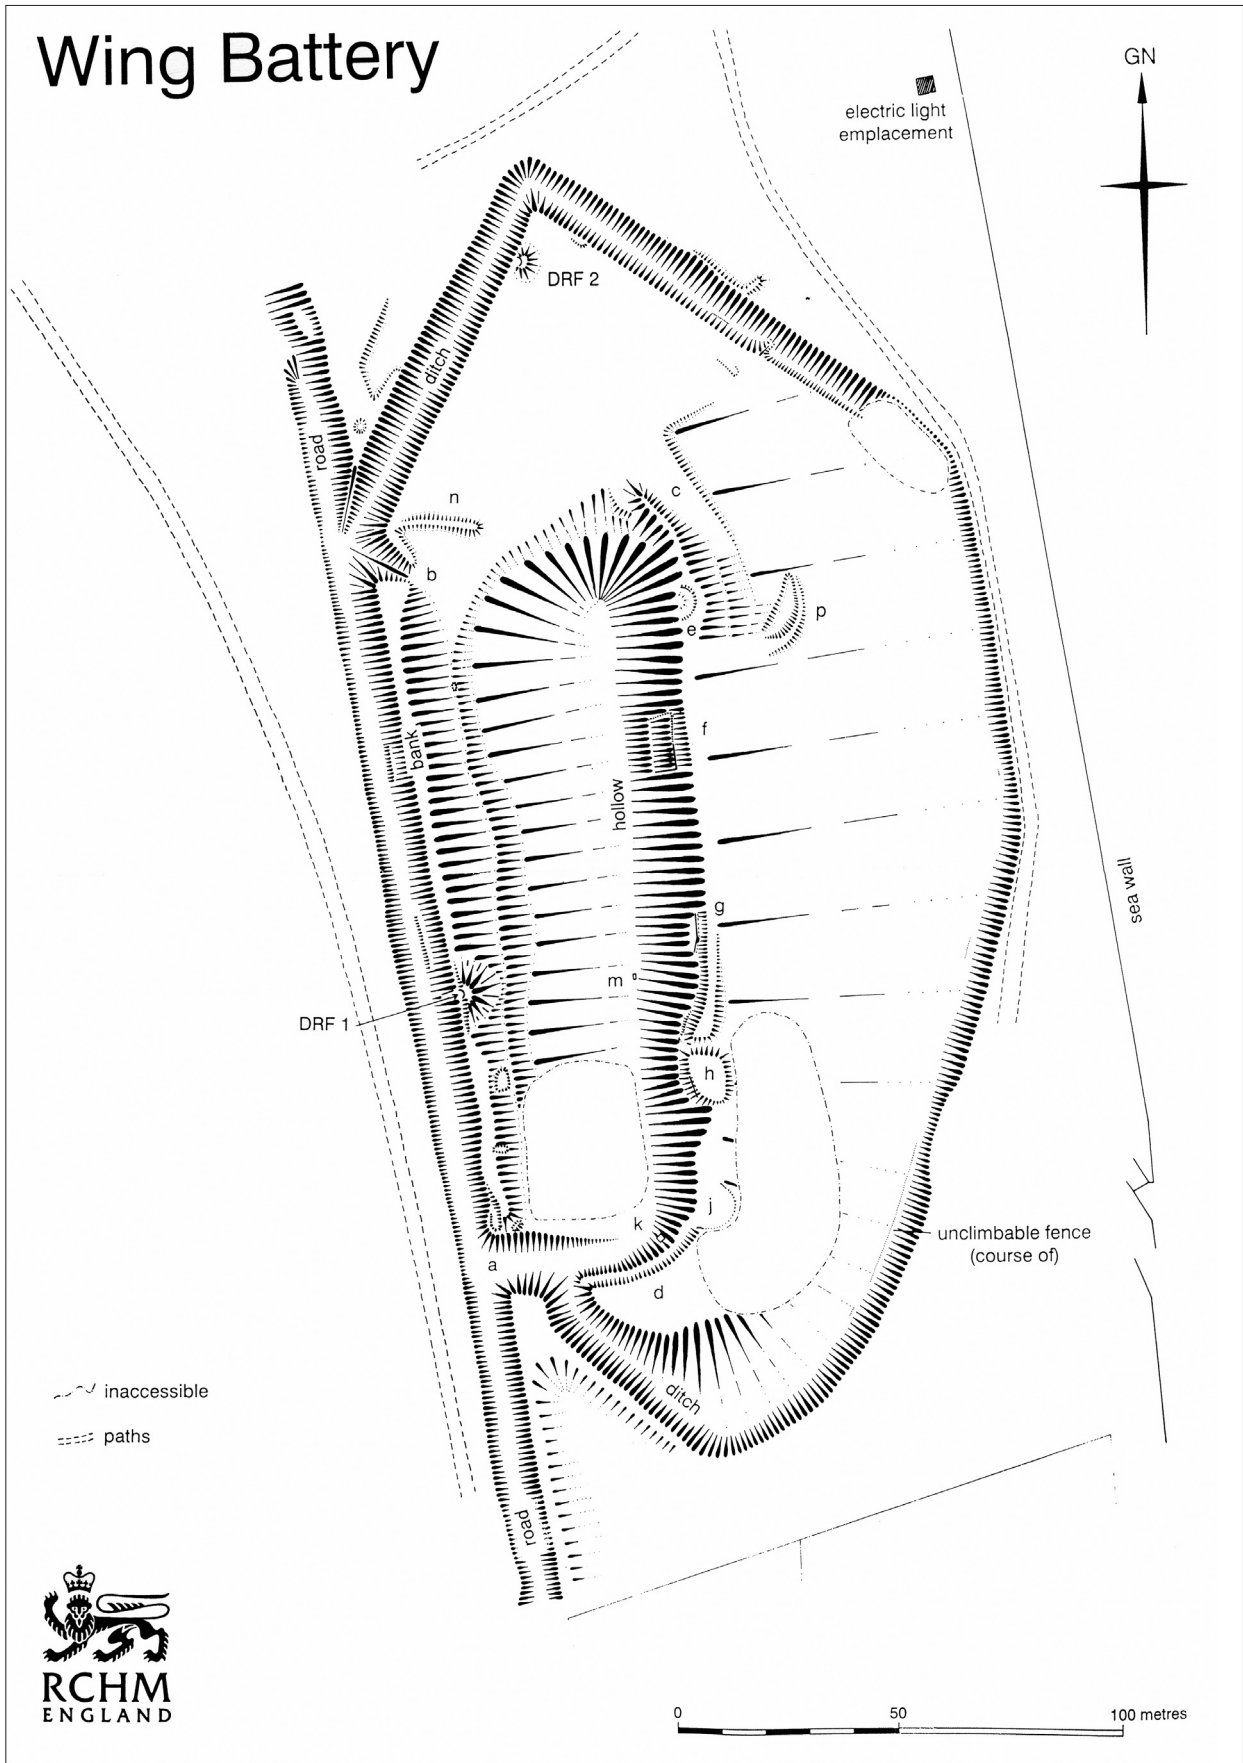 Wing Battery
GN
electric light
emplacement
DRF 2
ditch
road
n
c
b
p
e
f
bank
hollow
g
sea wall
m
DRF 1
h
j
k
unclimbable fence
(course of)
a
d
inaccessible
ditch
paths
road
RCHM
ENGLAND
0 50 100 metres